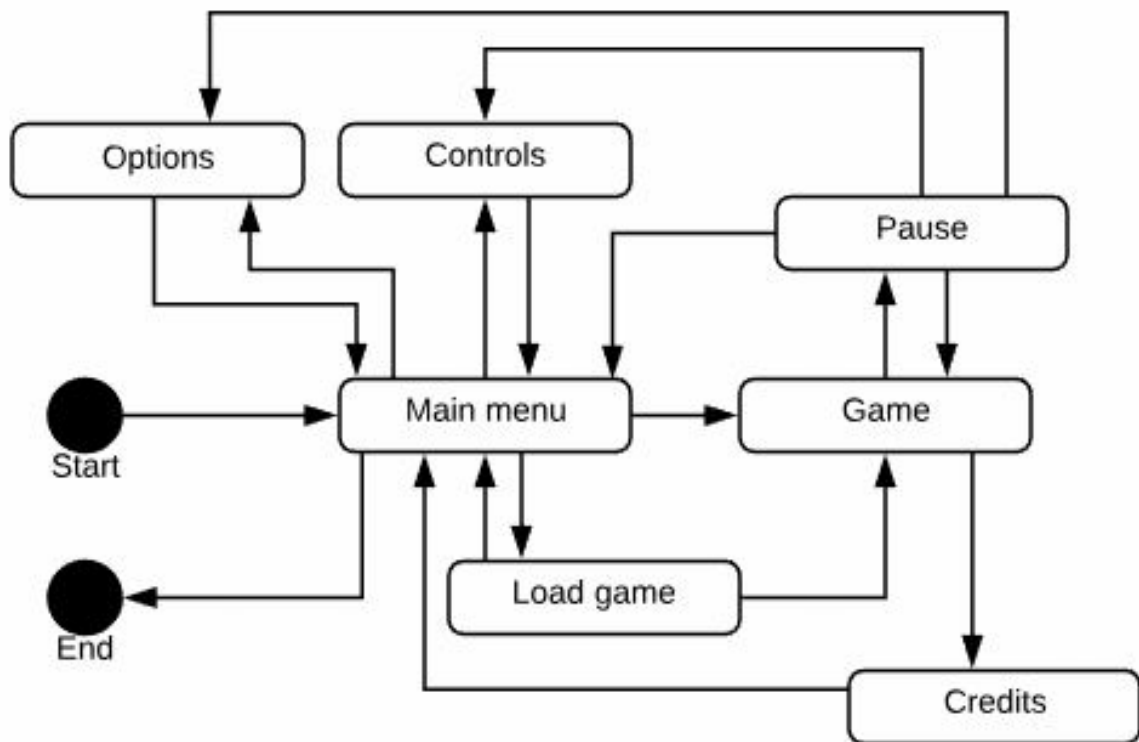 Options
Controls
Pause
Main menu
Game
Start
Load game
End
Credits